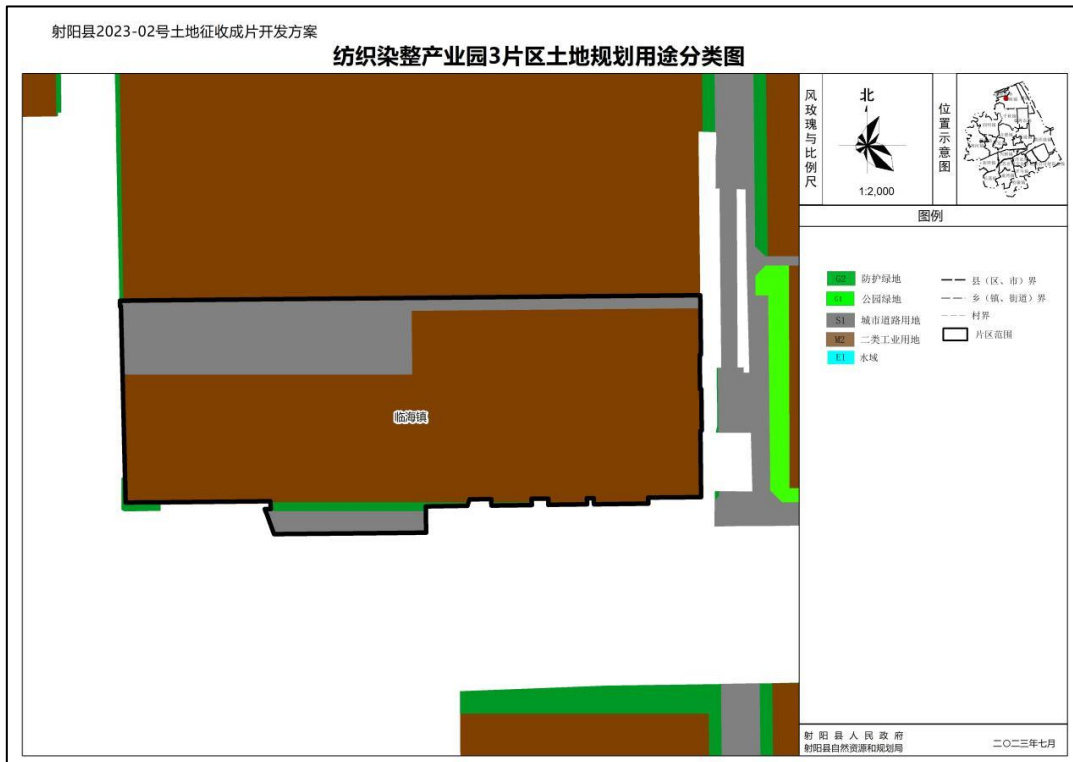 射阳县2023-02号土地征收成片开发方案
纺织染整产业园3片区土地规划用途分类图
风玫瑰与比例尺
北
1:2,000
位置示意图
图例
G2 防护绿地
G1 公园绿地
S1 城市道路用地
M2 二类工业用地
E1 水域
县（区、市）界
乡（镇、街道）界
村界
片区范围
临海镇
射阳县人民政府
射阳县自然资源和规划局
二〇二三年七月